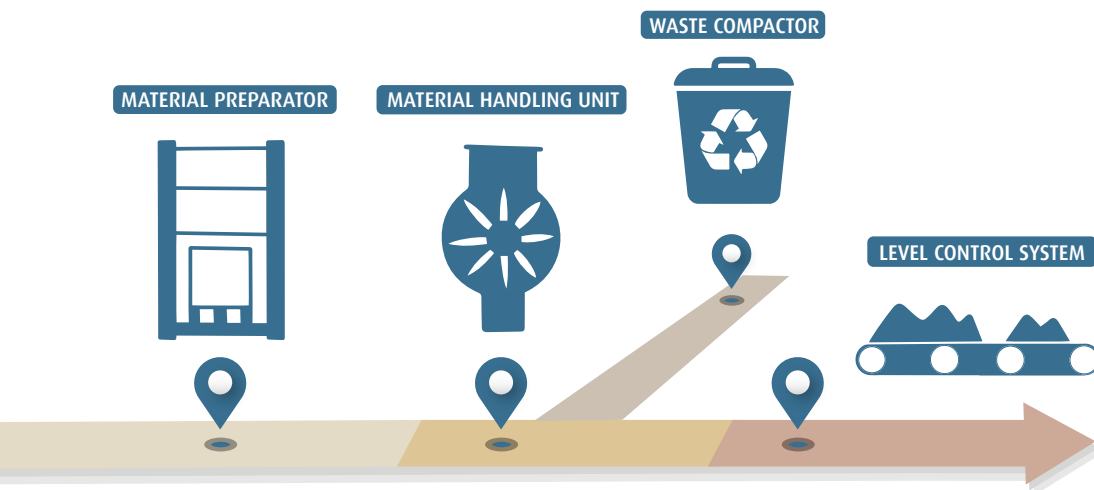 WASTE COMPACTOR
MATERIAL PREPARATOR
MATERIAL HANDLING UNIT
LEVEL CONTROL SYSTEM